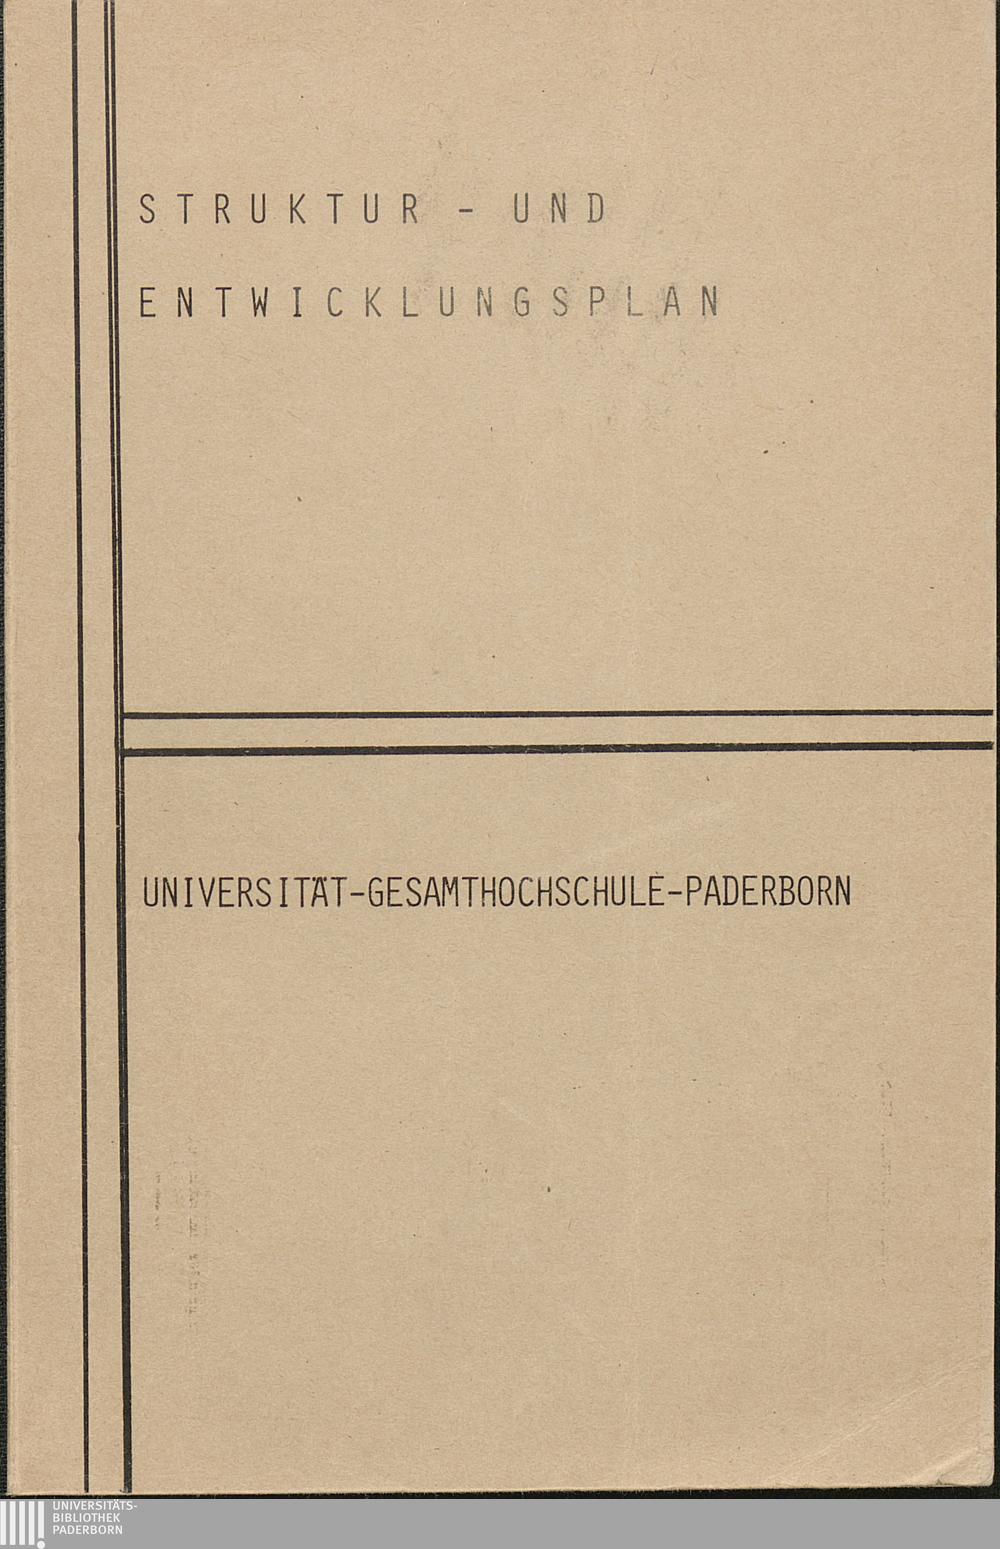 STRUKTUR - UND
ENTWICKLUNGSPLAN
UNIVERSITÄT-GESAMTHOCHSCHULE-PADERBORN
UNIVERSITÄTS-
BIBLIOTHEK
PADERBORN